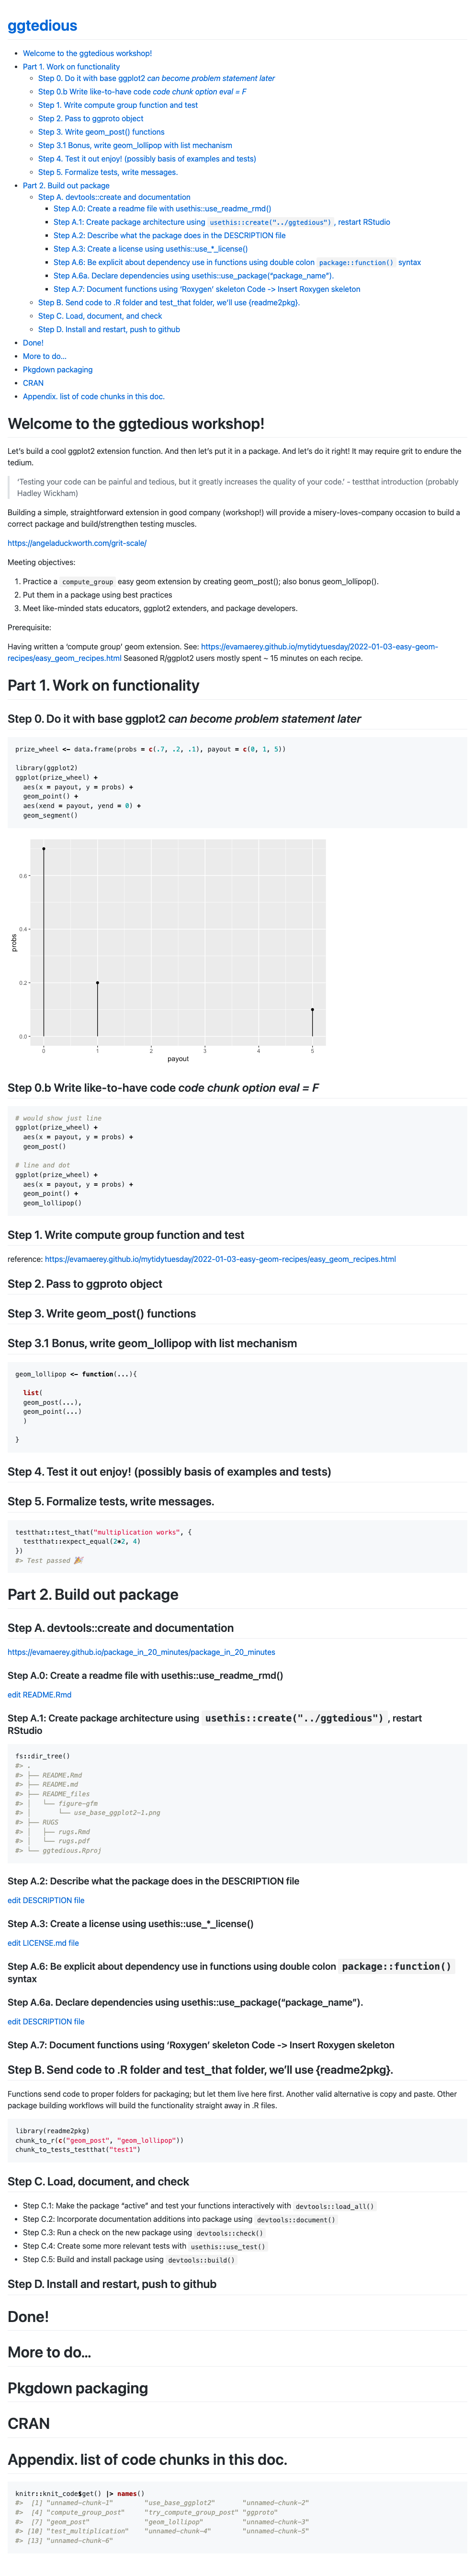 ggtedious
Welcome to the ggtedious workshop!
Part 1. Work on functionality
Step 0. Do it with base ggplot2 can become problem statement later
Step 0.b Write like-to-have code code chunk option eval = F
Step 1. Write compute group function and test
Step 2. Pass to ggproto object
Step 3. Write geom_post() functions
Step 3.1 Bonus, write geom_lollipop with list mechanism
Step 4. Test it out enjoy! (possibly basis of examples and tests)
Step 5. Formalize tests, write messages.
Part 2. Build out package
Step A. devtools::create and documentation
Step A.0: Create a readme file with usethis::use_readme_rmd()
Step A.1: Create package architecture using usethis::create("../ggtedious") , restart RStudio
Step A.2: Describe what the package does in the DESCRIPTION file
Step A.3: Create a license using usethis::use_*_license()
Step A.6: Be explicit about dependency use in functions using double colon package::function() syntax
Step A.6a. Declare dependencies using usethis::use_package(“package_name”).
Step A.7: Document functions using ‘Roxygen’ skeleton Code -> Insert Roxygen skeleton
Step B. Send code to .R folder and test_that folder, we’ll use {readme2pkg}.
Step C. Load, document, and check
Step D. Install and restart, push to github
Done!
More to do…
Pkgdown packaging
CRAN
Appendix. list of code chunks in this doc.
Welcome to the ggtedious workshop!
Let’s build a cool ggplot2 extension function. And then let’s put it in a package. And let’s do it right! It may require grit to endure the
tedium.
‘Testing your code can be painful and tedious, but it greatly increases the quality of your code.’ - testthat introduction (probably
Hadley Wickham)
Building a simple, straightforward extension in good company (workshop!) will provide a misery-loves-company occasion to build a
correct package and build/strengthen testing muscles.
https://angeladuckworth.com/grit-scale/
Meeting objectives:
1. Practice a compute_group easy geom extension by creating geom_post(); also bonus geom_lollipop().
2. Put them in a package using best practices
3. Meet like-minded stats educators, ggplot2 extenders, and package developers.
Prerequisite:
Having written a ‘compute group’ geom extension. See: https://evamaerey.github.io/mytidytuesday/2022-01-03-easy-geom-
recipes/easy_geom_recipes.html Seasoned R/ggplot2 users mostly spent ~ 15 minutes on each recipe.
Part 1. Work on functionality
Step 0. Do it with base ggplot2 can become problem statement later
prize_wheel <- data.frame(probs = c(.7, .2, .1), payout = c(0, 1, 5))
library(ggplot2)
ggplot(prize_wheel) +
aes(x = payout, y = probs) +
geom_point() +
aes(xend = payout, yend = 0) +
geom_segment()
0.6
0.4
probs
0.2
0.0
0 1 2 3 4 5
payout
Step 0.b Write like-to-have code code chunk option eval = F
# would show just line
ggplot(prize_wheel) +
aes(x = payout, y = probs) +
geom_post()
# line and dot
ggplot(prize_wheel) +
aes(x = payout, y = probs) +
geom_point() +
geom_lollipop()
Step 1. Write compute group function and test
reference: https://evamaerey.github.io/mytidytuesday/2022-01-03-easy-geom-recipes/easy_geom_recipes.html
Step 2. Pass to ggproto object
Step 3. Write geom_post() functions
Step 3.1 Bonus, write geom_lollipop with list mechanism
geom_lollipop <- function(...){
list(
geom_post(...),
geom_point(...)
)
}
Step 4. Test it out enjoy! (possibly basis of examples and tests)
Step 5. Formalize tests, write messages.
testthat::test_that("multiplication works", {
testthat::expect_equal(2*2, 4)
})
#> Test passed 🎉
Part 2. Build out package
Step A. devtools::create and documentation
https://evamaerey.github.io/package_in_20_minutes/package_in_20_minutes
Step A.0: Create a readme file with usethis::use_readme_rmd()
edit README.Rmd
Step A.1: Create package architecture using usethis::create("../ggtedious") , restart
RStudio
fs::dir_tree()
#> .
#> ├── README.Rmd
#> ├── README.md
#> ├── README_files
#> │   └── figure-gfm
#> │       └── use_base_ggplot2-1.png
#> ├── RUGS
#> │   ├── rugs.Rmd
#> │   └── rugs.pdf
#> └── ggtedious.Rproj
Step A.2: Describe what the package does in the DESCRIPTION file
edit DESCRIPTION file
Step A.3: Create a license using usethis::use_*_license()
edit LICENSE.md file
Step A.6: Be explicit about dependency use in functions using double colon package::function()
syntax
Step A.6a. Declare dependencies using usethis::use_package(“package_name”).
edit DESCRIPTION file
Step A.7: Document functions using ‘Roxygen’ skeleton Code -> Insert Roxygen skeleton
Step B. Send code to .R folder and test_that folder, we’ll use {readme2pkg}.
Functions send code to proper folders for packaging; but let them live here first. Another valid alternative is copy and paste. Other
package building workflows will build the functionality straight away in .R files.
library(readme2pkg)
chunk_to_r(c("geom_post", "geom_lollipop"))
chunk_to_tests_testthat("test1")
Step C. Load, document, and check
Step C.1: Make the package “active” and test your functions interactively with devtools::load_all()
Step C.2: Incorporate documentation additions into package using devtools::document()
Step C.3: Run a check on the new package using devtools::check()
Step C.4: Create some more relevant tests with usethis::use_test()
Step C.5: Build and install package using devtools::build()
Step D. Install and restart, push to github
Done!
More to do…
Pkgdown packaging
CRAN
Appendix. list of code chunks in this doc.
knitr::knit_code$get() |> names()
#>  [1] "unnamed-chunk-1"       "use_base_ggplot2"      "unnamed-chunk-2"
#>  [4] "compute_group_post"    "try_compute_group_post" "ggproto"
#>  [7] "geom_post"             "geom_lollipop"         "unnamed-chunk-3"
#> [10] "test_multiplication"   "unnamed-chunk-4"       "unnamed-chunk-5"
#> [13] "unnamed-chunk-6"